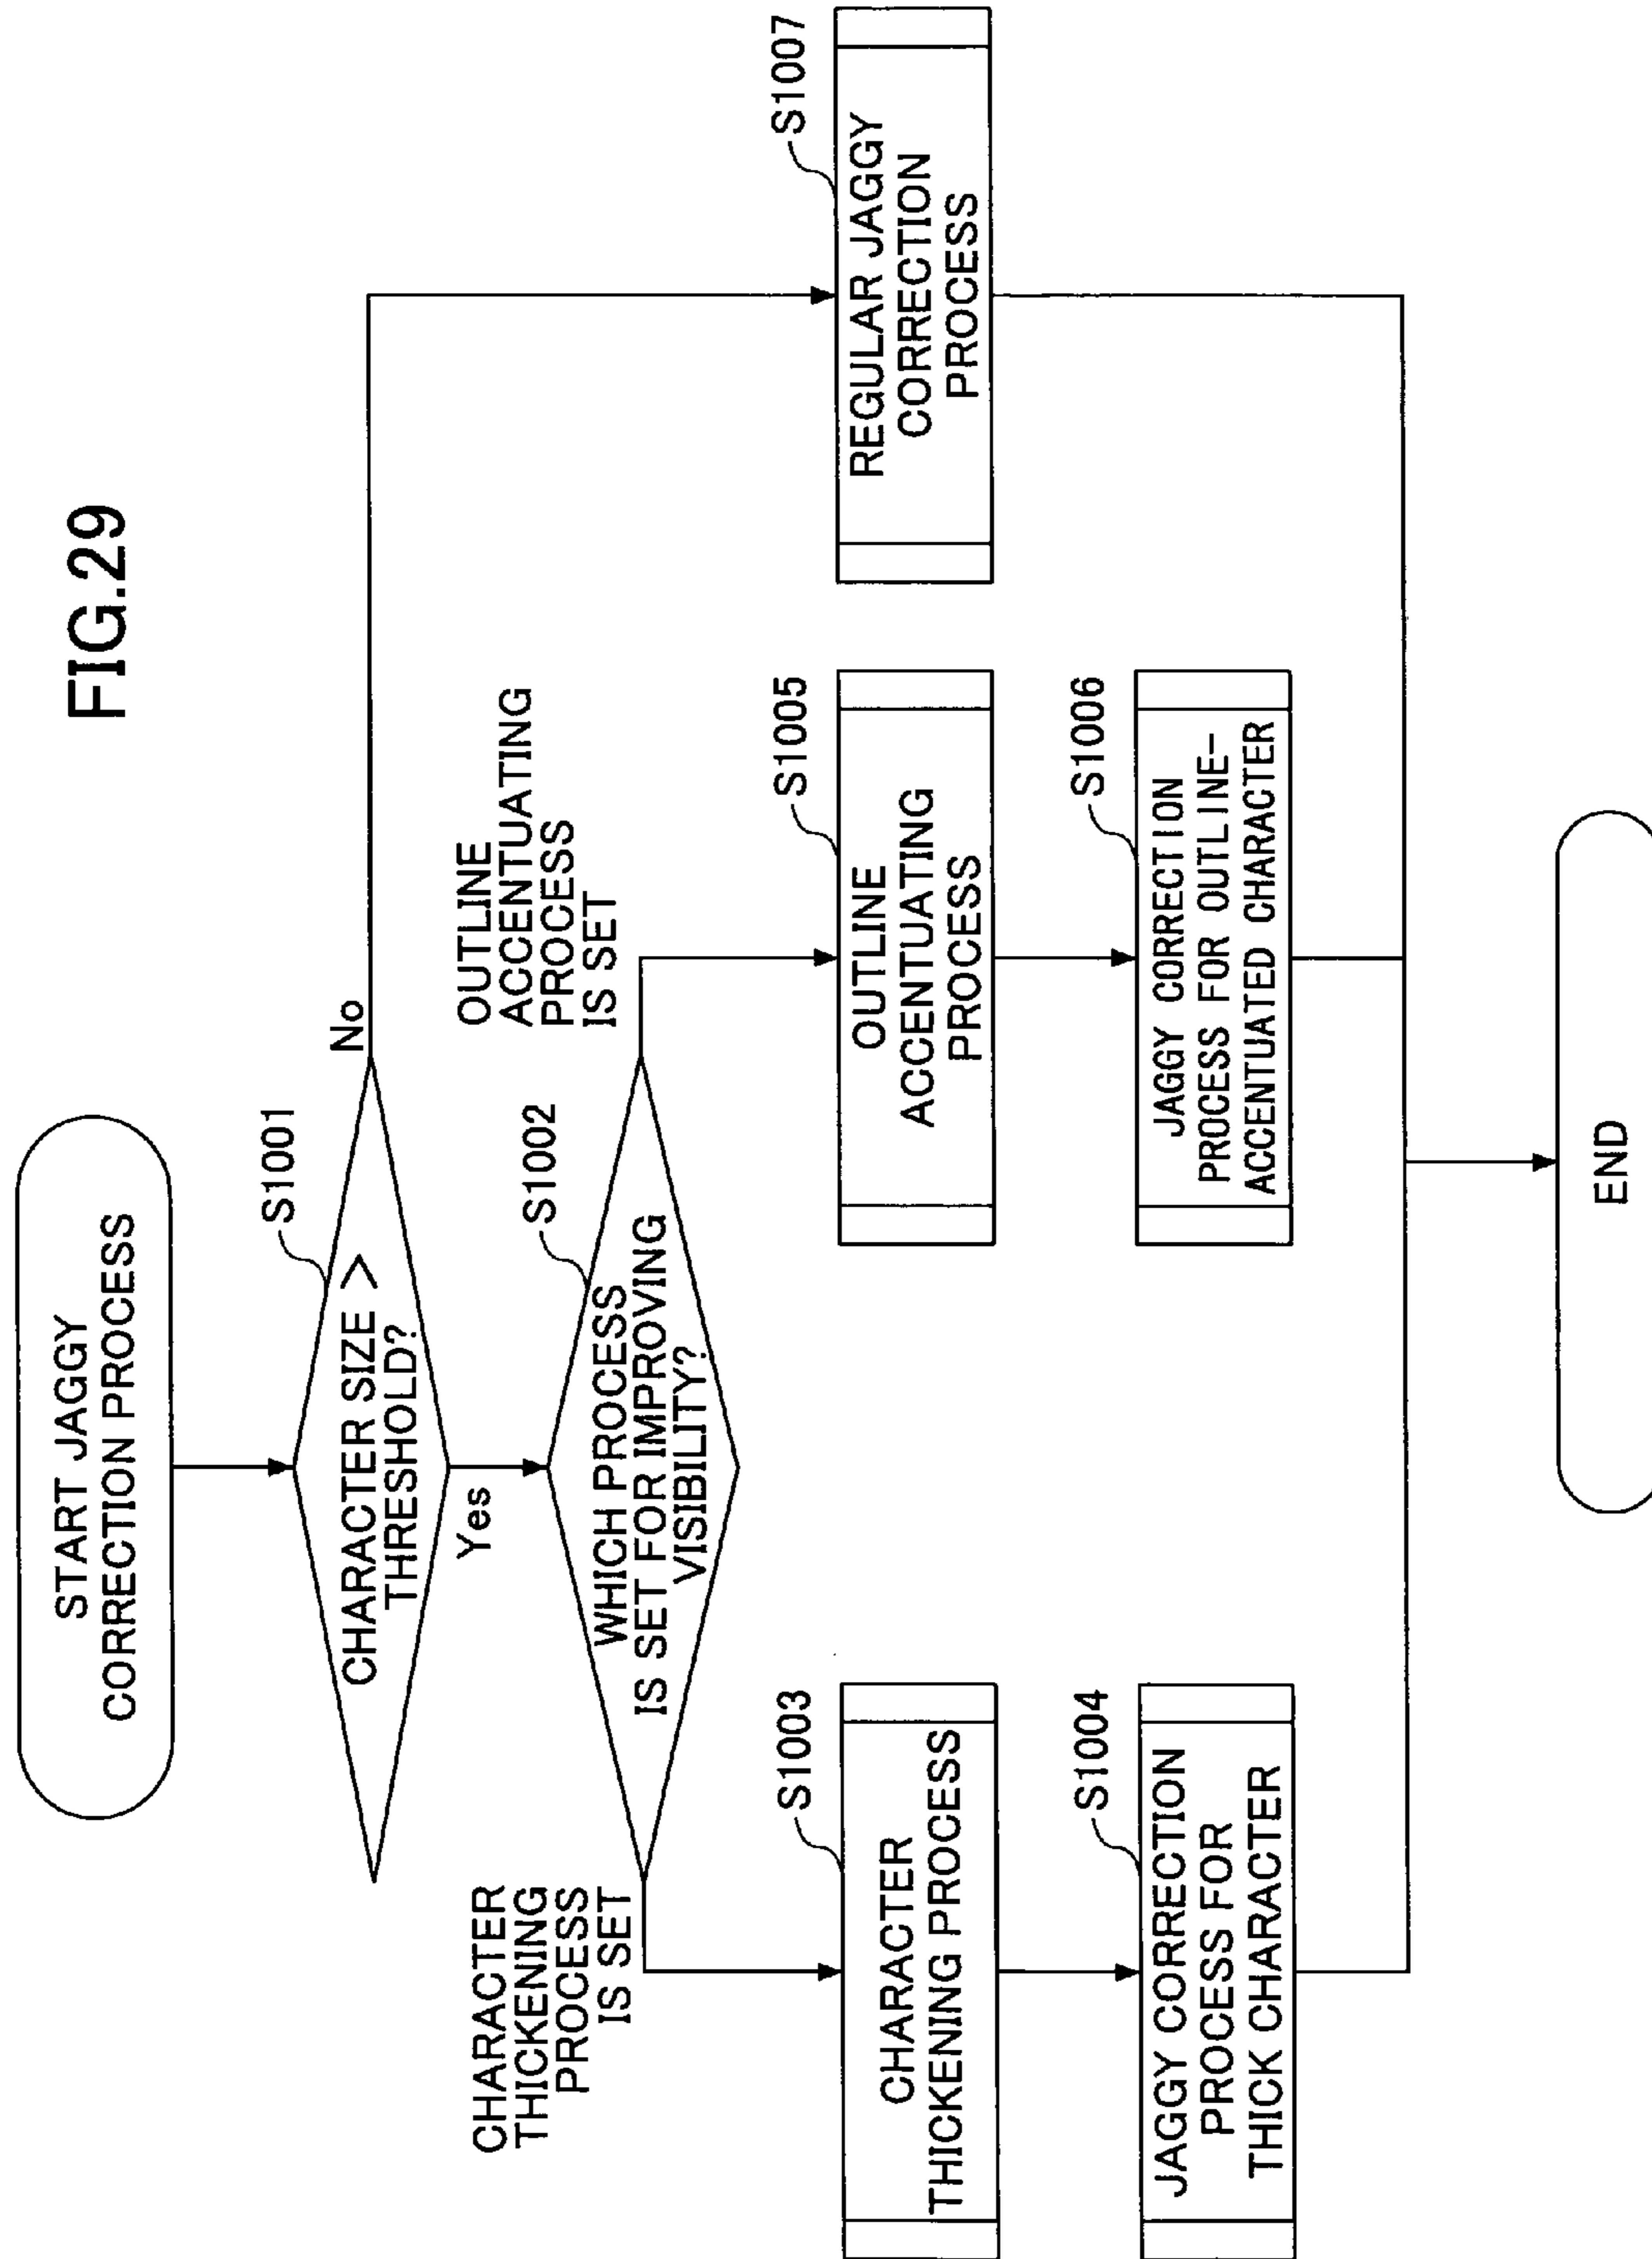 FIG.29
START JAGGY
CORRECTION PROCESS
S1001
CHARACTER SIZE >
THRESHOLD?
No
Yes
S1002
WHICH PROCESS
IS SET FOR IMPROVING
VISIBILITY?
CHARACTER
THICKENING
PROCESS
IS SET
OUTLINE
ACCENTUATING
PROCESS
IS SET
S1003
CHARACTER
THICKENING PROCESS
S1004
JAGGY CORRECTION
PROCESS FOR
THICK CHARACTER
S1005
OUTLINE
ACCENTUATING
PROCESS
S1006
JAGGY CORRECTION
PROCESS FOR OUTLINE-
ACCENTUATED CHARACTER
S1007
REGULAR JAGGY
CORRECTION
PROCESS
END